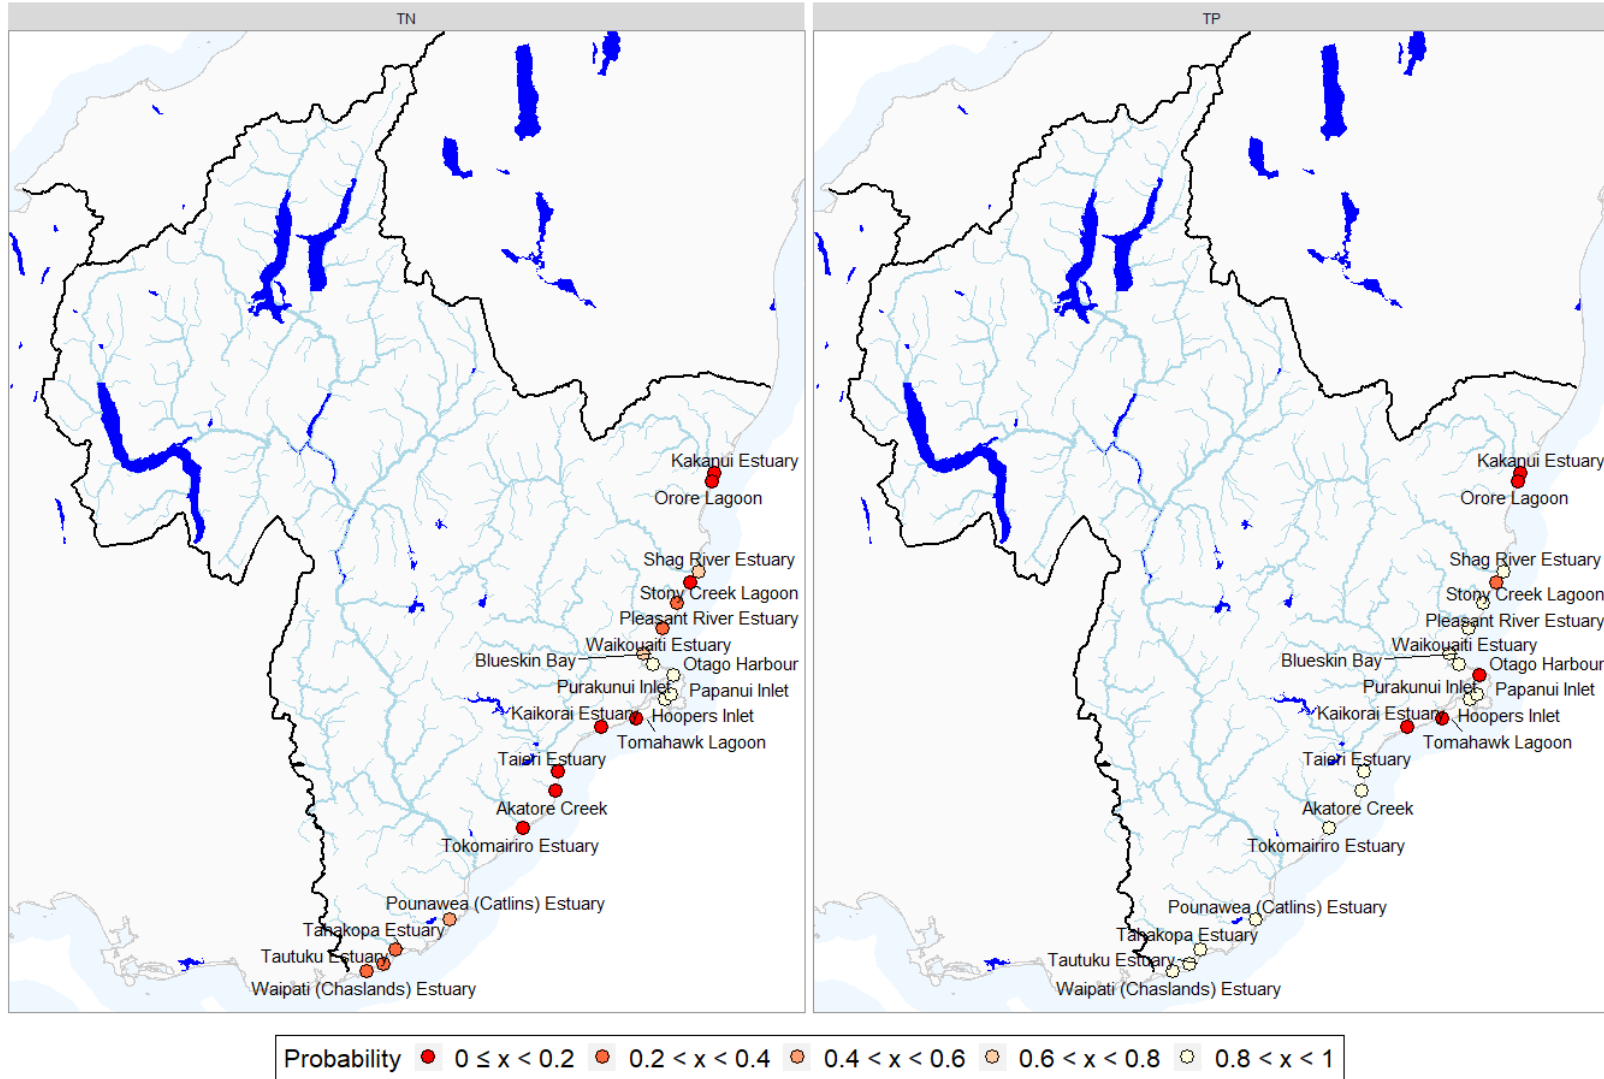 TN
TP
Kakanui Estuary
Orore Lagoon
Shag River Estuary
Stony Creek Lagoon
Pleasant River Estuary
Waikouaiti Estuary
Blueskin Bay
Otago Harbour
Purakunui Inlet
Papanui Inlet
Kaikorai Estuary
Hoopers Inlet
Tomahawk Lagoon
Taieri Estuary
Akatore Creek
Tokomairiro Estuary
Pounawea (Catlins) Estuary
Tahakopa Estuary
Tautuku Estuary
Waipati (Chaslands) Estuary
Kakanui Estuary
Orore Lagoon
Shag River Estuary
Stony Creek Lagoon
Pleasant River Estuary
Waikouaiti Estuary
Blueskin Bay
Otago Harbour
Purakunui Inlet
Papanui Inlet
Kaikorai Estuary
Hoopers Inlet
Tomahawk Lagoon
Taieri Estuary
Akatore Creek
Tokomairiro Estuary
Pounawea (Catlins) Estuary
Tahakopa Estuary
Tautuku Estuary
Waipati (Chaslands) Estuary
Probability 0 ≤ x < 0.2 0.2 < x < 0.4 0.4 < x < 0.6 0.6 < x < 0.8 0.8 < x < 1